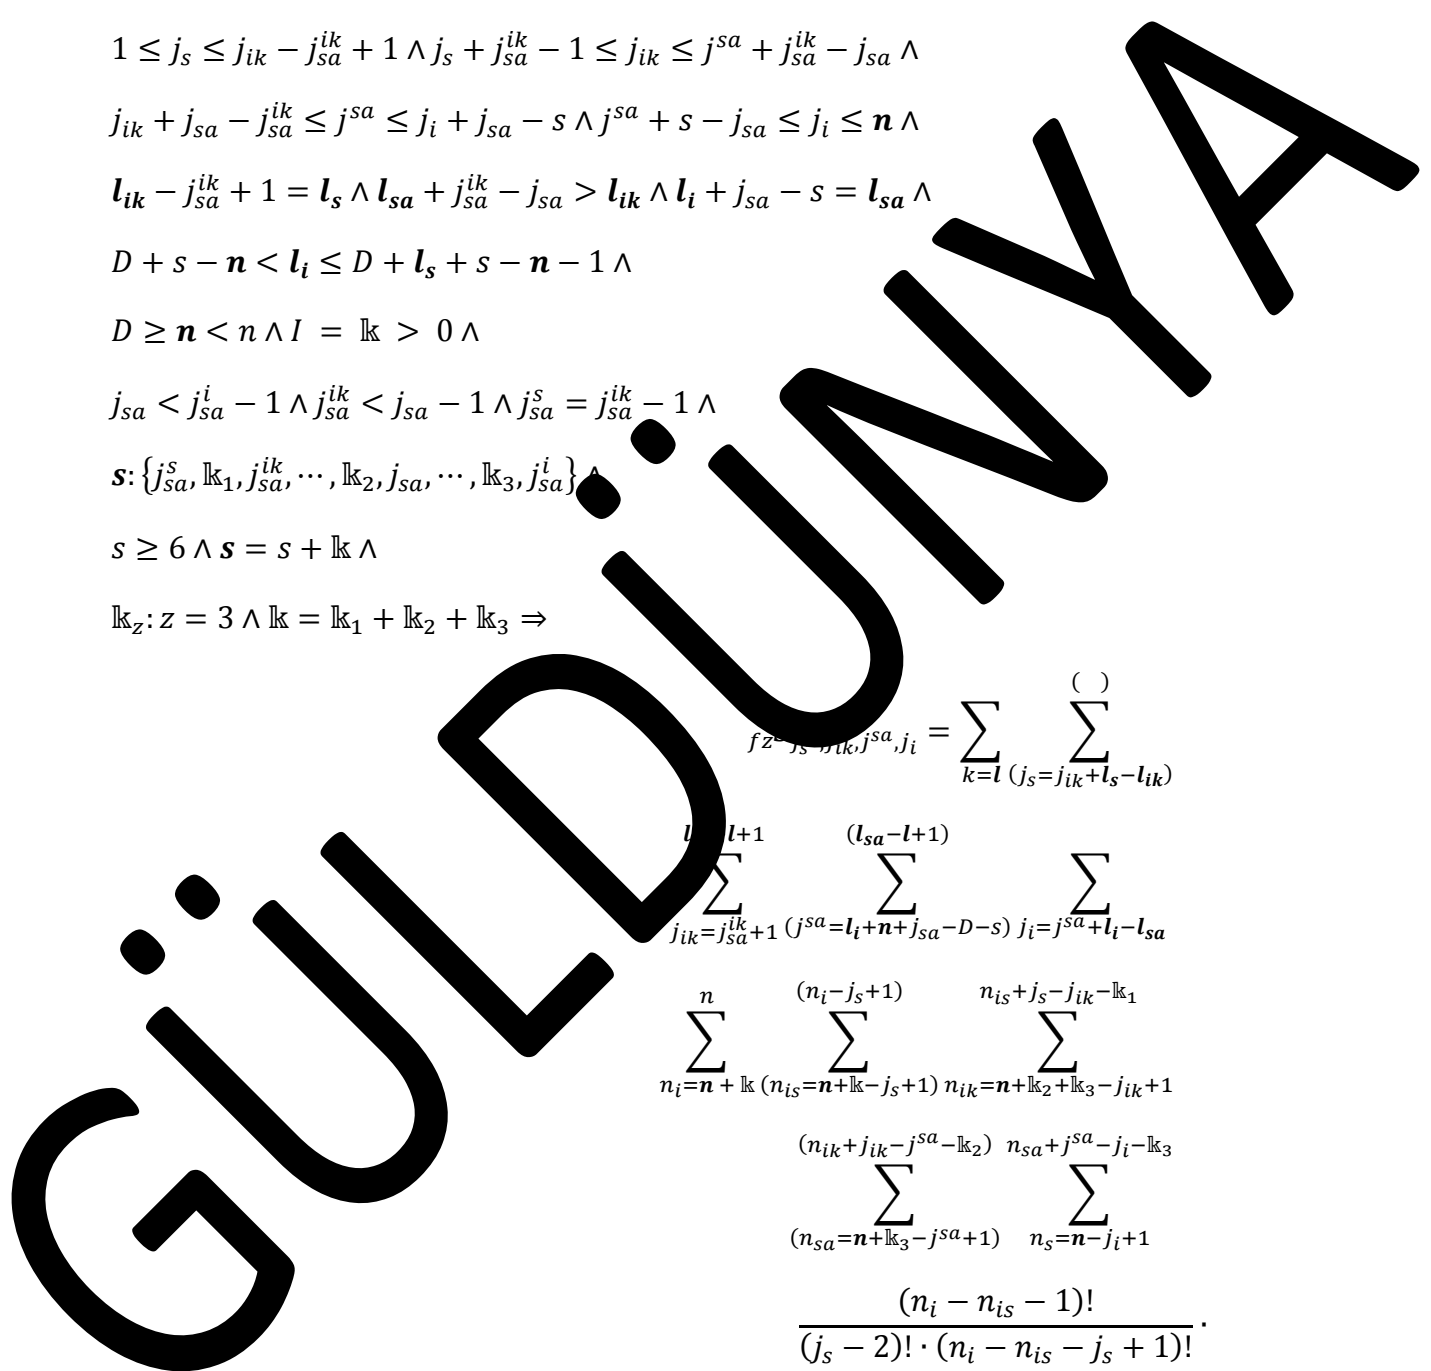 1 ≤ j_s ≤ j_{ik} − j_{sa}^{ik} + 1 ∧ j_s + j_{sa}^{ik} − 1 ≤ j_{ik} ≤ j^{sa} + j_{sa}^{ik} − j_{sa} ∧
j_{ik} + j_{sa} − j_{sa}^{ik} ≤ j^{sa} ≤ j_i + j_{sa} − s ∧ j^{sa} + s − j_{sa} ≤ j_i ≤ n ∧
l_{ik} − j_{sa}^{ik} + 1 = l_s ∧ l_{sa} + j_{sa}^{ik} − j_{sa} > l_{ik} ∧ l_i + j_{sa} − s = l_{sa} ∧
D + s − n < l_i ≤ D + l_s + s − n − 1 ∧
D ≥ n < n ∧ I = 𝕜 > 0 ∧
j_{sa} < j_{sa}^i − 1 ∧ j_{sa}^{ik} < j_{sa} − 1 ∧ j_{sa}^s = j_{sa}^{ik} − 1 ∧
s: {j_{sa}^s, 𝕜_1, j_{sa}^{ik}, ⋯, 𝕜_2, j_{sa}, ⋯, 𝕜_3, j_{sa}^i} ∧
s ≥ 6 ∧ s = s + 𝕜 ∧
𝕜_z: z = 3 ∧ 𝕜 = 𝕜_1 + 𝕜_2 + 𝕜_3 ⇒
( )
j^{sa}, j_i = ∑ ∑
k=l (j_s=j_{ik}+l_s−l_{ik})
l+1 (l_{sa}−l+1)
∑ ∑ ∑
j_{ik}=j_{sa}^{ik}+1 (j^{sa}=l_i+n+j_{sa}−D−s) j_i=j^{sa}+l_i−l_{sa}
n (n_i−j_s+1) n_{is}+j_s−j_{ik}−𝕜_1
∑ ∑ ∑
n_i=n+𝕜 (n_{is}=n+𝕜−j_s+1) n_{ik}=n+𝕜_2+𝕜_3−j_{ik}+1
(n_{ik}+j_{ik}−j^{sa}−𝕜_2) n_{sa}+j^{sa}−j_i−𝕜_3
∑ ∑
(n_{sa}=n+𝕜_3−j^{sa}+1) n_s=n−j_i+1
(n_i − n_{is} − 1)!
(j_s − 2)! · (n_i − n_{is} − j_s + 1)! ·
GÜLDÜNYA